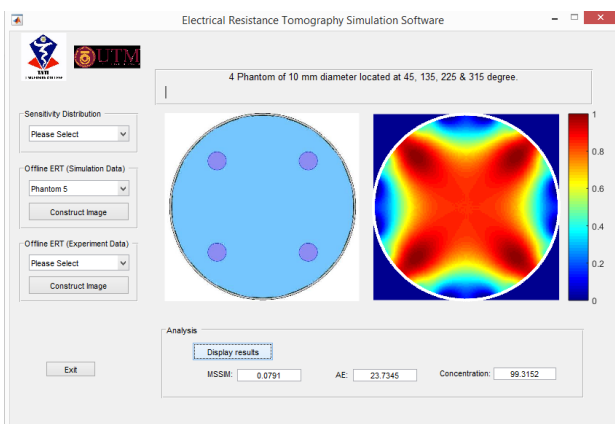 Electrical Resistance Tomography Simulation Software
UTM
4 Phantom of 10 mm diameter located at 45, 135, 225 & 315 degree.
Sensitivity Distribution
Please Select
Offline ERT (Simulation Data)
Phantom 5
Construct Image
Offline ERT (Experiment Data)
Please Select
Construct Image
Exit
1
0.8
0.6
0.4
0.2
0
Analysis
Display results
MSSIM: 0.0791 AE: 23.7345 Concentration: 99.3152